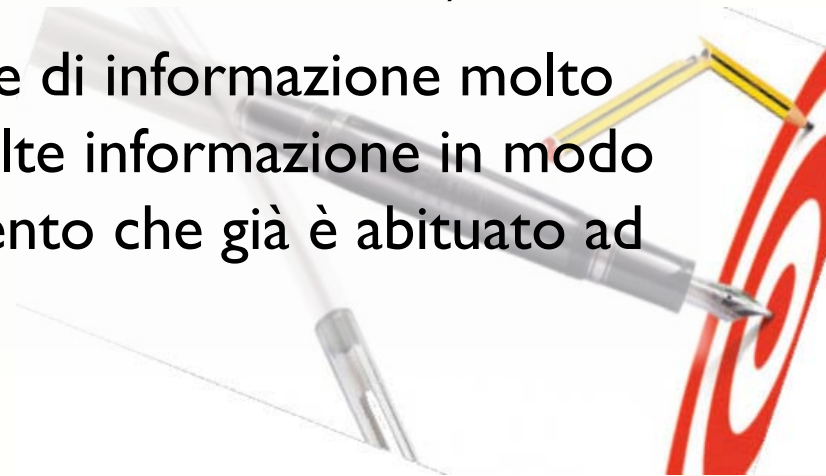 e di informazione molto
lte informazione in modo
ento che già è abituato ad